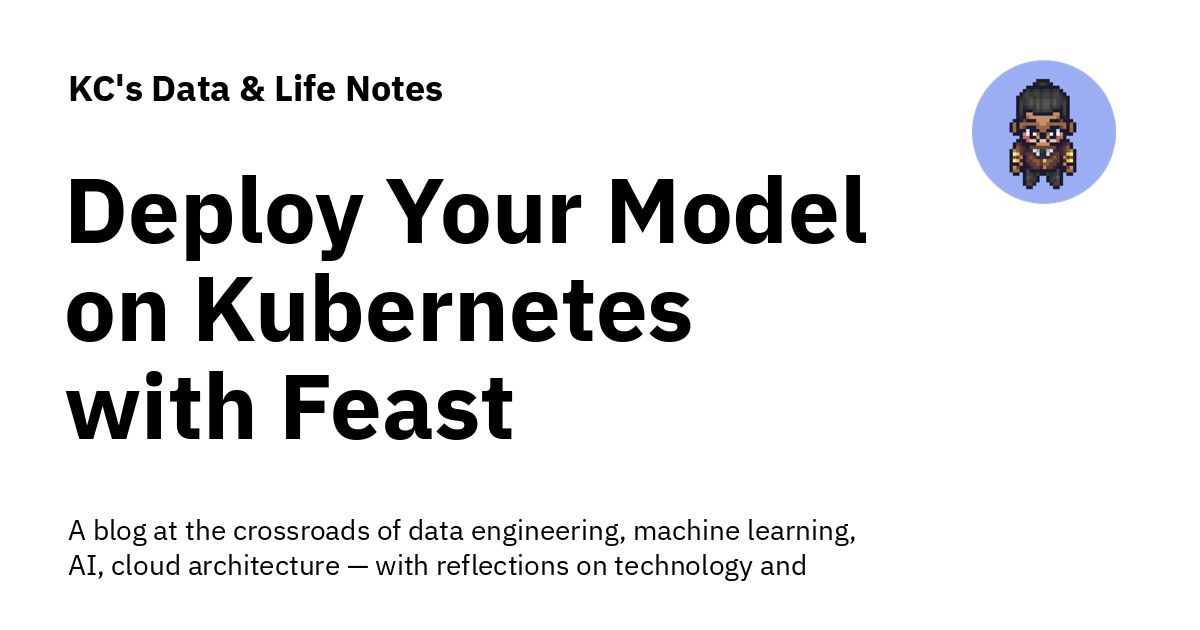 KC's Data & Life Notes
Deploy Your Model
on Kubernetes
with Feast
A blog at the crossroads of data engineering, machine learning,
AI, cloud architecture — with reflections on technology and